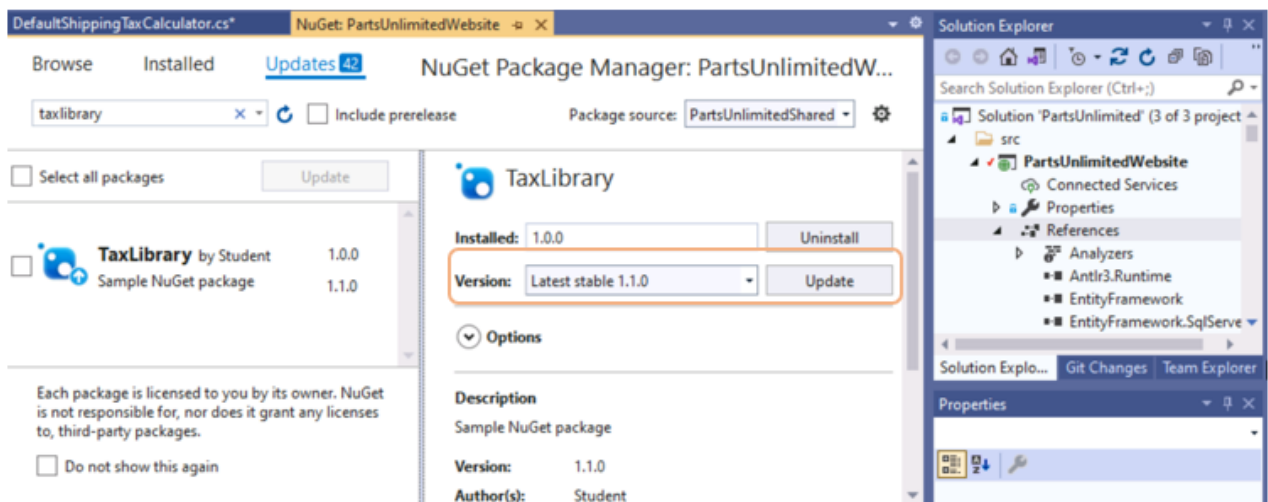 DefaultShippingTaxCalculator.cs*
NuGet: PartsUnlimitedWebsite
Browse Installed Updates 42
NuGet Package Manager: PartsUnlimitedW...
taxlibrary
Include prerelease
Package source: PartsUnlimitedShared
Select all packages
Update
TaxLibrary by Student 1.0.0
Sample NuGet package 1.1.0
Each package is licensed to you by its owner. NuGet
is not responsible for, nor does it grant any licenses
to, third-party packages.
Do not show this again
TaxLibrary
Installed: 1.0.0 Uninstall
Version: Latest stable 1.1.0 Update
Options
Description
Sample NuGet package
Version: 1.1.0
Author(s): Student
Solution Explorer
Search Solution Explorer (Ctrl+;)
Solution 'PartsUnlimited' (3 of 3 project
src
PartsUnlimitedWebsite
Connected Services
Properties
References
Analyzers
Antlr3.Runtime
EntityFramework
EntityFramework.SqlServe
Solution Explo... Git Changes Team Explorer
Properties